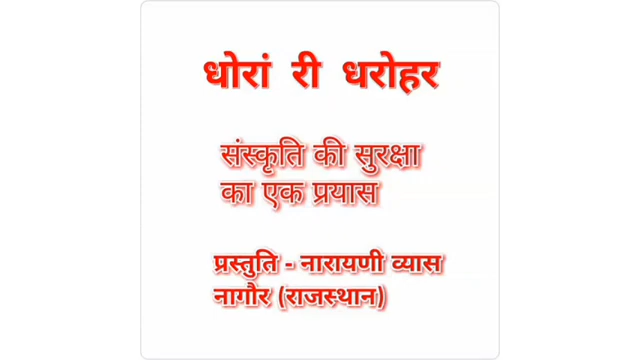 धोरां री धरोहर
संस्कृति की सुरक्षा
का एक प्रयास
प्रस्तुति - नारायणी व्यास
नागौर (राजस्थान)